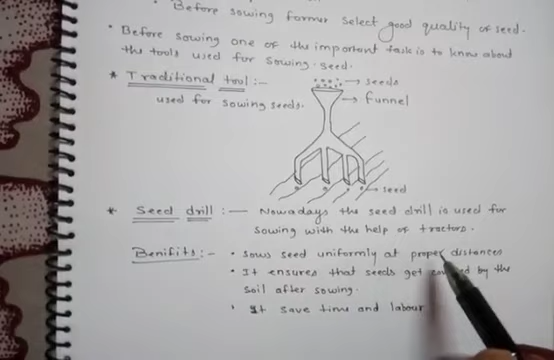 • Before sowing farmer select good quality of seed.
• Before sowing one of the important task is to know about
the tools used for sowing seed.
* Traditional tool :-
used for sowing seeds.
→ seeds
→ Funnel
→ seed
* Seed drill :- Nowadays the seed drill is used for
sowing with the help of tractors.
Benifits :- • Sows seed uniformly at proper distances
• It ensures that seeds get by the
soil after sowing.
• It save time and labour